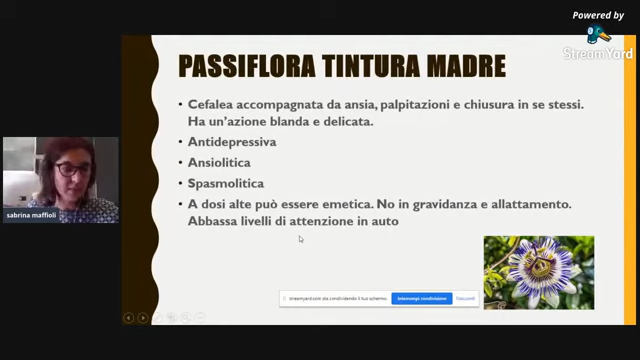 Powered by
StreamYard
PASSIFLORA TINTURA MADRE
• Cefalea accompagnata da ansia, palpitazioni e chiusura in se stessi.
Ha un'azione blanda e delicata.
• Antidepressiva
• Ansiolitica
• Spasmolitica
• A dosi alte può essere emetica. No in gravidanza e allattamento.
Abbassa livelli di attenzione in auto
sabrina maffioli
streamyard.com sta condividendo il tuo schermo. Interrompi condivisione Nascondi